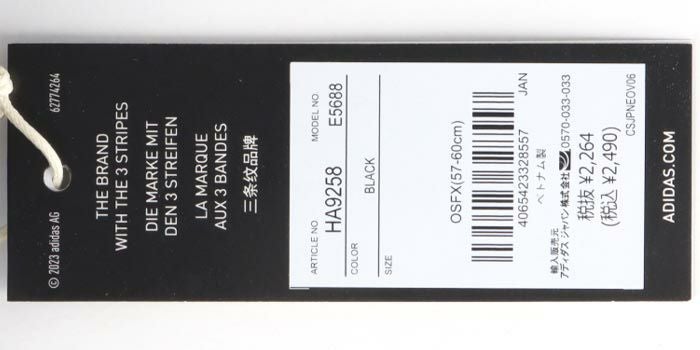 62774264
THE BRAND
WITH THE 3 STRIPES
DIE MARKE MIT
DEN 3 STREIFEN
LA MARQUE
AUX 3 BANDES
三条纹品牌
© 2023 adidas AG
ARTICLE NO. MODEL NO.
HA9258 E5688
COLOR
BLACK
SIZE
OSFX(57-60cm)
JAN
4065423328557
ベトナム製
輸入販売元
アディダス ジャパン株式会社 0570-033-033
税抜 ¥2,264
(税込 ¥2,490)
CSJPNEOV06
ADIDAS.COM